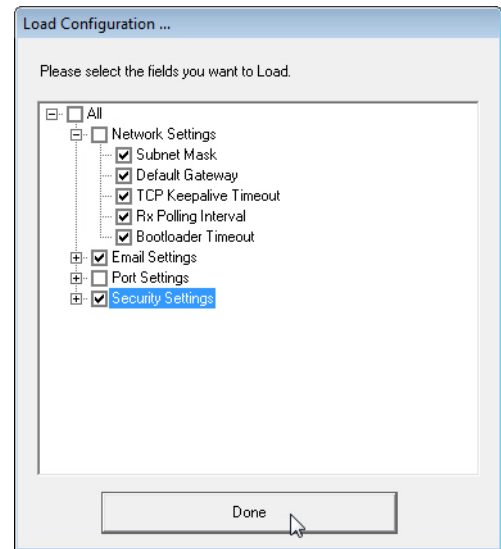 Load Configuration ...
Please select the fields you want to Load.
All
Network Settings
Subnet Mask
Default Gateway
TCP Keepalive Timeout
Rx Polling Interval
Bootloader Timeout
Email Settings
Port Settings
Security Settings
Done